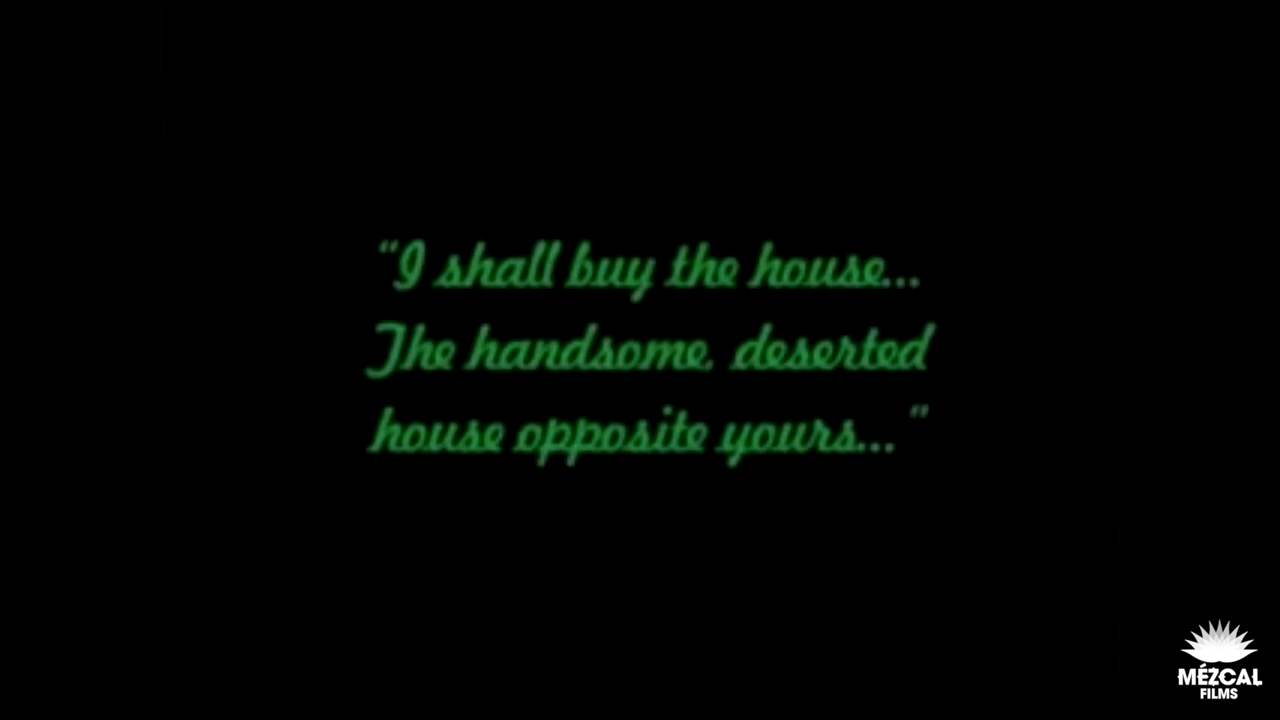 “I shall buy the house...
The handsome, deserted
house opposite yours...”
MÉZCAL
FILMS